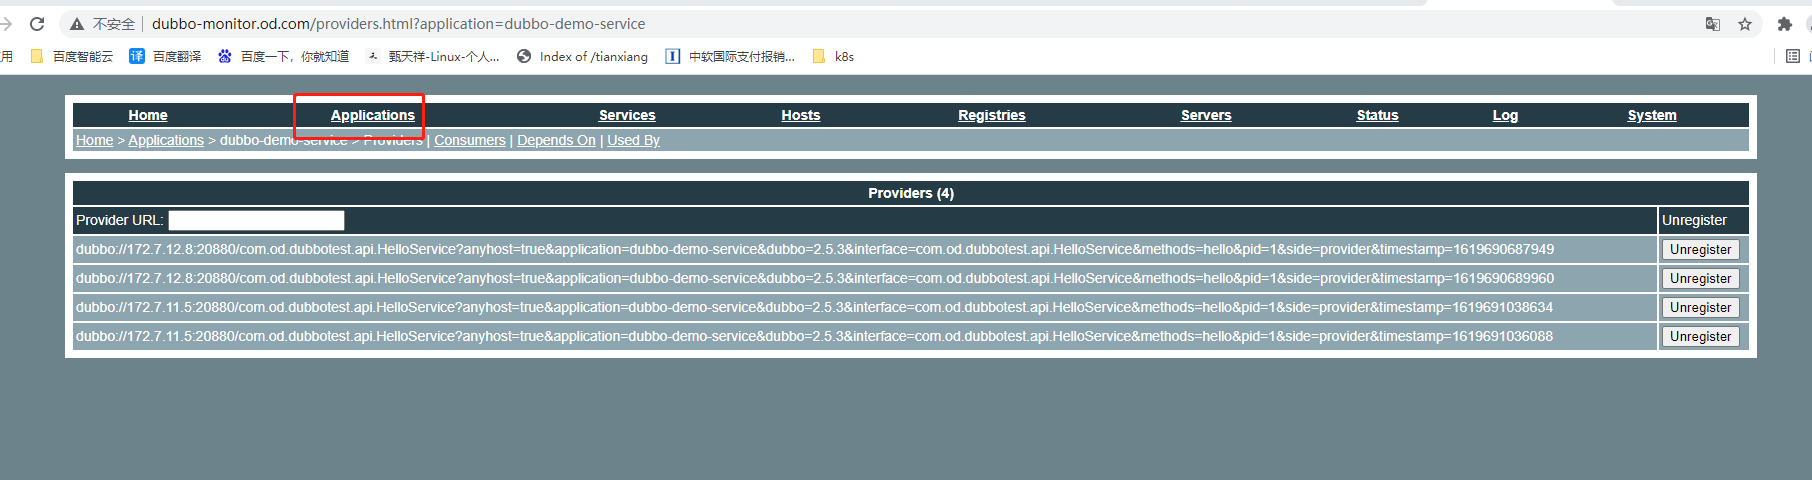 不安全 dubbo-monitor.od.com/providers.html?application=dubbo-demo-service
用 百度智能云 译 百度翻译 百度一下，你就知道 甄天祥-Linux-个人... Index of /tianxiang 中软国际支付报销... k8s
Home Applications Services Hosts Registries Servers Status Log System
Home > Applications > dubbo-demo-service > Providers | Consumers | Depends On | Used By
Providers (4)
Provider URL: Unregister
dubbo://172.7.12.8:20880/com.od.dubbotest.api.HelloService?anyhost=true&application=dubbo-demo-service&dubbo=2.5.3&interface=com.od.dubbotest.api.HelloService&methods=hello&pid=1&side=provider&timestamp=1619690687949 Unregister
dubbo://172.7.12.8:20880/com.od.dubbotest.api.HelloService?anyhost=true&application=dubbo-demo-service&dubbo=2.5.3&interface=com.od.dubbotest.api.HelloService&methods=hello&pid=1&side=provider&timestamp=1619690689960 Unregister
dubbo://172.7.11.5:20880/com.od.dubbotest.api.HelloService?anyhost=true&application=dubbo-demo-service&dubbo=2.5.3&interface=com.od.dubbotest.api.HelloService&methods=hello&pid=1&side=provider&timestamp=1619691038634 Unregister
dubbo://172.7.11.5:20880/com.od.dubbotest.api.HelloService?anyhost=true&application=dubbo-demo-service&dubbo=2.5.3&interface=com.od.dubbotest.api.HelloService&methods=hello&pid=1&side=provider&timestamp=1619691036088 Unregister